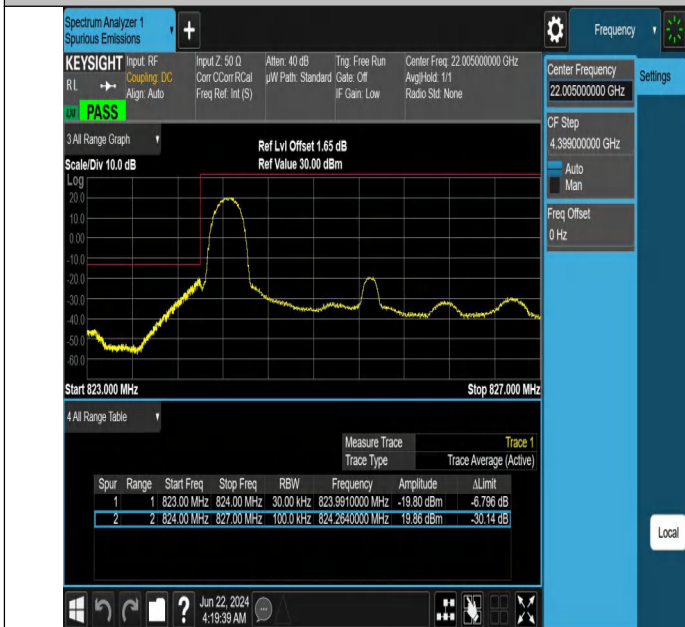 Spectrum Analyzer 1
Spurious Emissions
Frequency
KEYSIGHT
RL
Input: RF
Coupling: DC
Align: Auto
Input Z: 50 Ω
Corr CCorr RCal
Freq Ref: Int (S)
Atten: 40 dB
µW Path: Standard
Trig: Free Run
Gate: Off
IF Gain: Low
Center Freq: 22.005000000 GHz
Avg|Hold: 1/1
Radio Std: None
PASS
Center Frequency
22.005000000 GHz
Settings
CF Step
4.399000000 GHz
Auto
Man
Freq Offset
0 Hz
3 All Range Graph
Scale/Div 10.0 dB
Ref Lvl Offset 1.65 dB
Ref Value 30.00 dBm
Log
20.0
10.0
0.00
-10.0
-20.0
-30.0
-40.0
-50.0
-60.0
Start 823.000 MHz
Stop 827.000 MHz
4 All Range Table
Measure Trace Trace 1
Trace Type Trace Average (Active)
Spur Range Start Freq Stop Freq RBW Frequency Amplitude ΔLimit
1 1 823.00 MHz 824.00 MHz 30.00 kHz 823.9910000 MHz -19.80 dBm -6.796 dB
2 2 824.00 MHz 827.00 MHz 100.0 kHz 824.2640000 MHz 19.86 dBm -30.14 dB
Local
Jun 22, 2024
4:19:39 AM